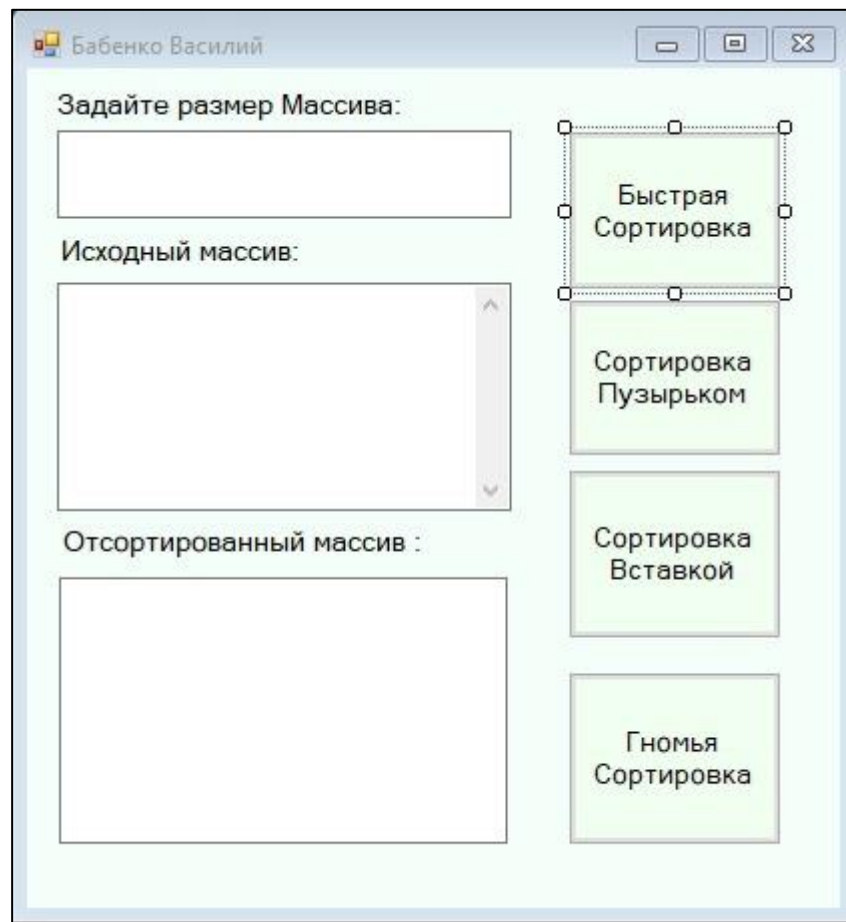 Бабенко Василий
Задайте размер Массива:
Исходный массив:
Отсортированный массив :
Быстрая
Сортировка
Сортировка
Пузырьком
Сортировка
Вставкой
Гномья
Сортировка